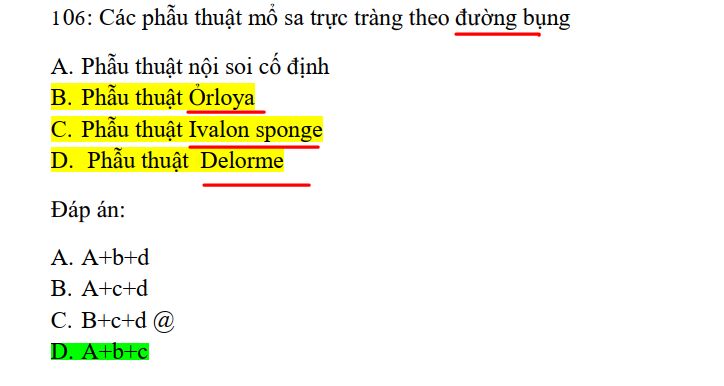 106: Các phẫu thuật mổ sa trực tràng theo đường bụng
A. Phẫu thuật nội soi cố định
B. Phẫu thuật Ỏrloya
C. Phẫu thuật Ivalon sponge
D. Phẫu thuật Delorme
Đáp án:
A. A+b+d
B. A+c+d
C. B+c+d @
D. A+b+c